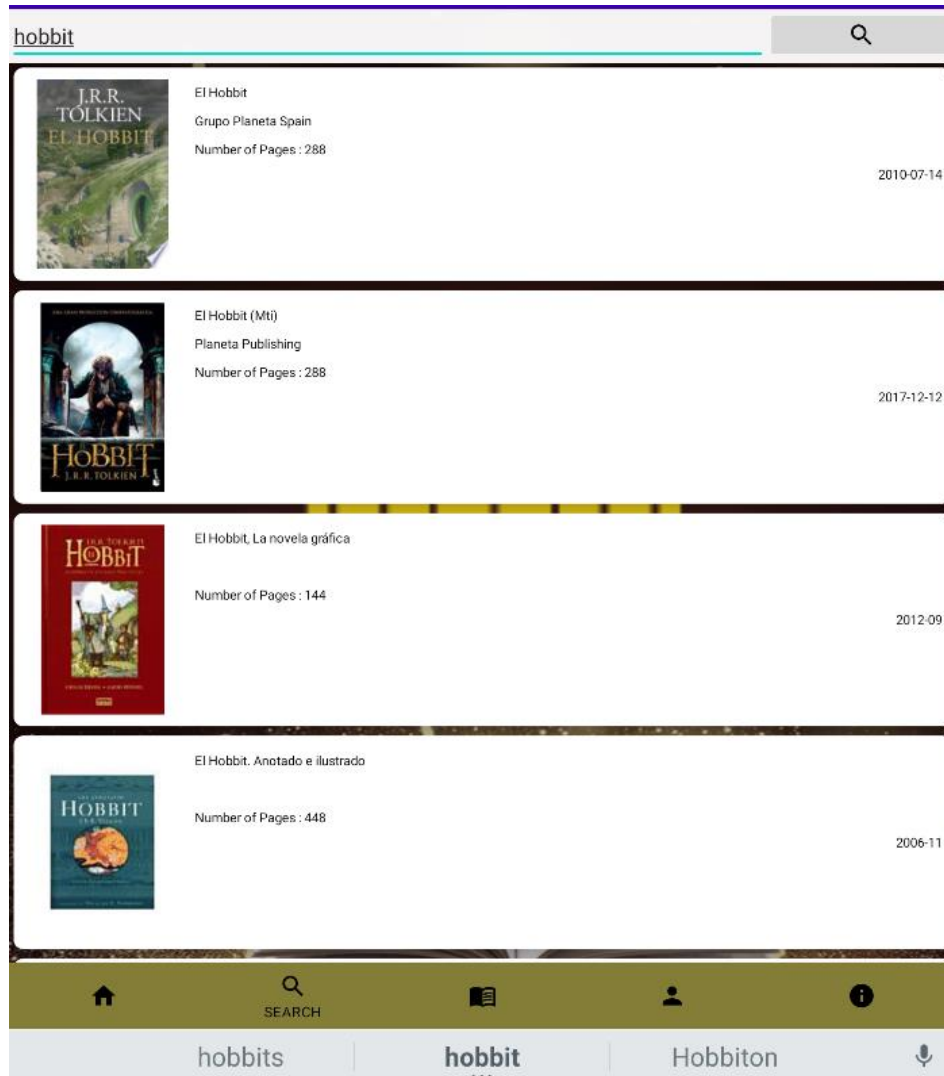 hobbit
J.R.R.
TOLKIEN
EL HOBBIT
El Hobbit
Grupo Planeta Spain
Number of Pages : 288
2010-07-14
HOBBIT
J. R. R. TOLKIEN
El Hobbit (Mti)
Planeta Publishing
Number of Pages : 288
2017-12-12
J.R.R. TOLKIEN
EL
HOBBIT
El Hobbit, La novela gráfica
Number of Pages : 144
2012-09
HOBBIT
El Hobbit. Anotado e ilustrado
Number of Pages : 448
2006-11
SEARCH
hobbits
hobbit
Hobbiton